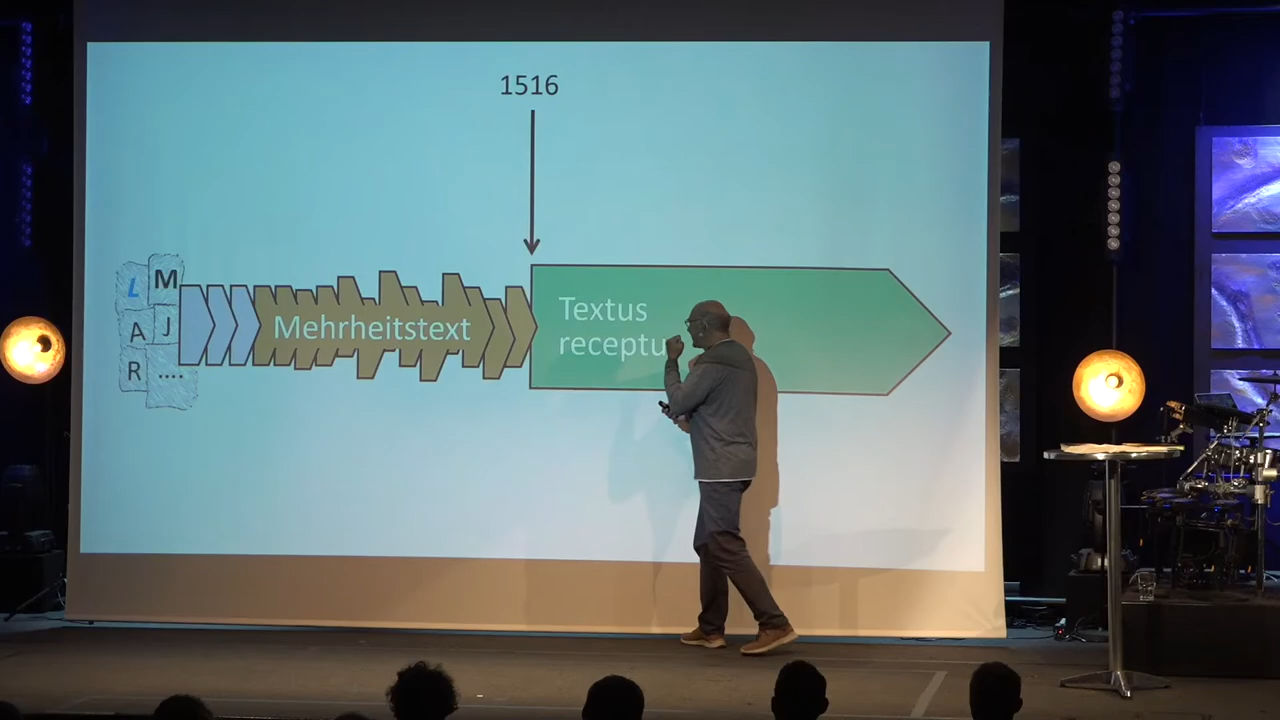 1516
L M
A J
R ....
Mehrheitstext
Textus
receptu